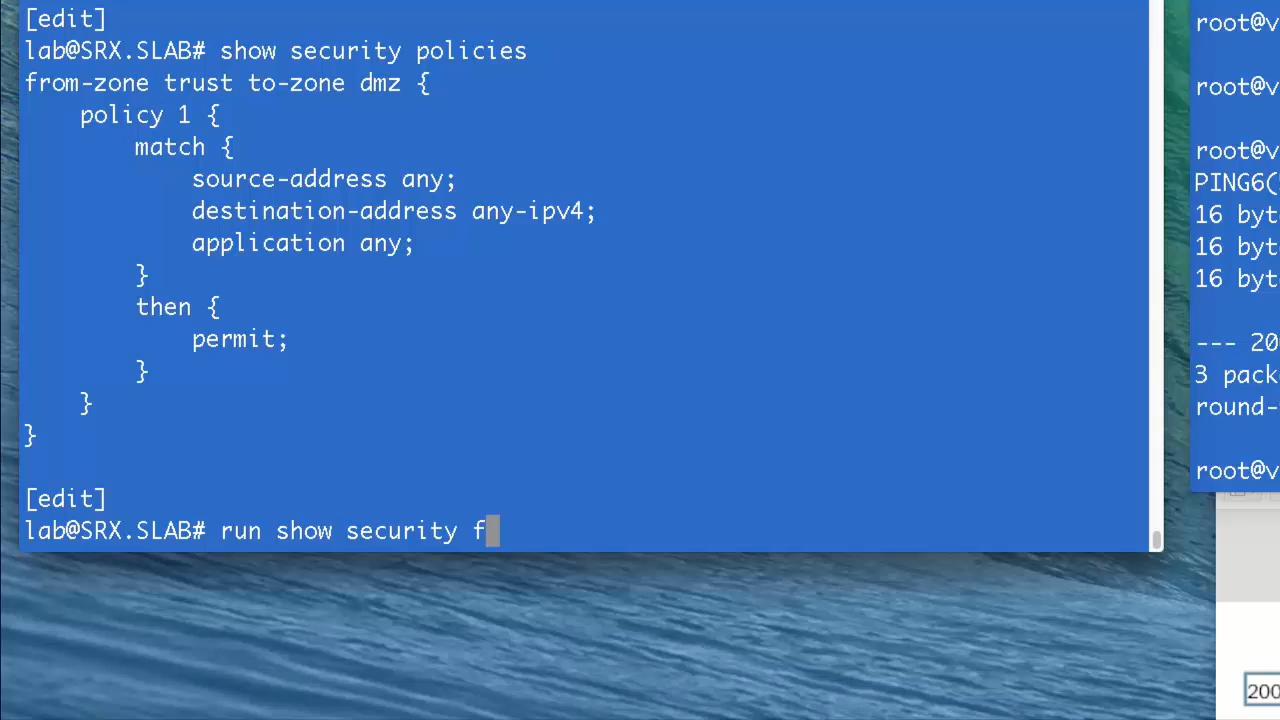 [edit]
lab@SRX.SLAB# show security policies
from-zone trust to-zone dmz {
    policy 1 {
        match {
            source-address any;
            destination-address any-ipv4;
            application any;
        }
        then {
            permit;
        }
    }
}
[edit]
lab@SRX.SLAB# run show security f
root@v
root@v
root@v
PING6(
16 byt
16 byt
16 byt
--- 20
3 pack
round-
root@v
200